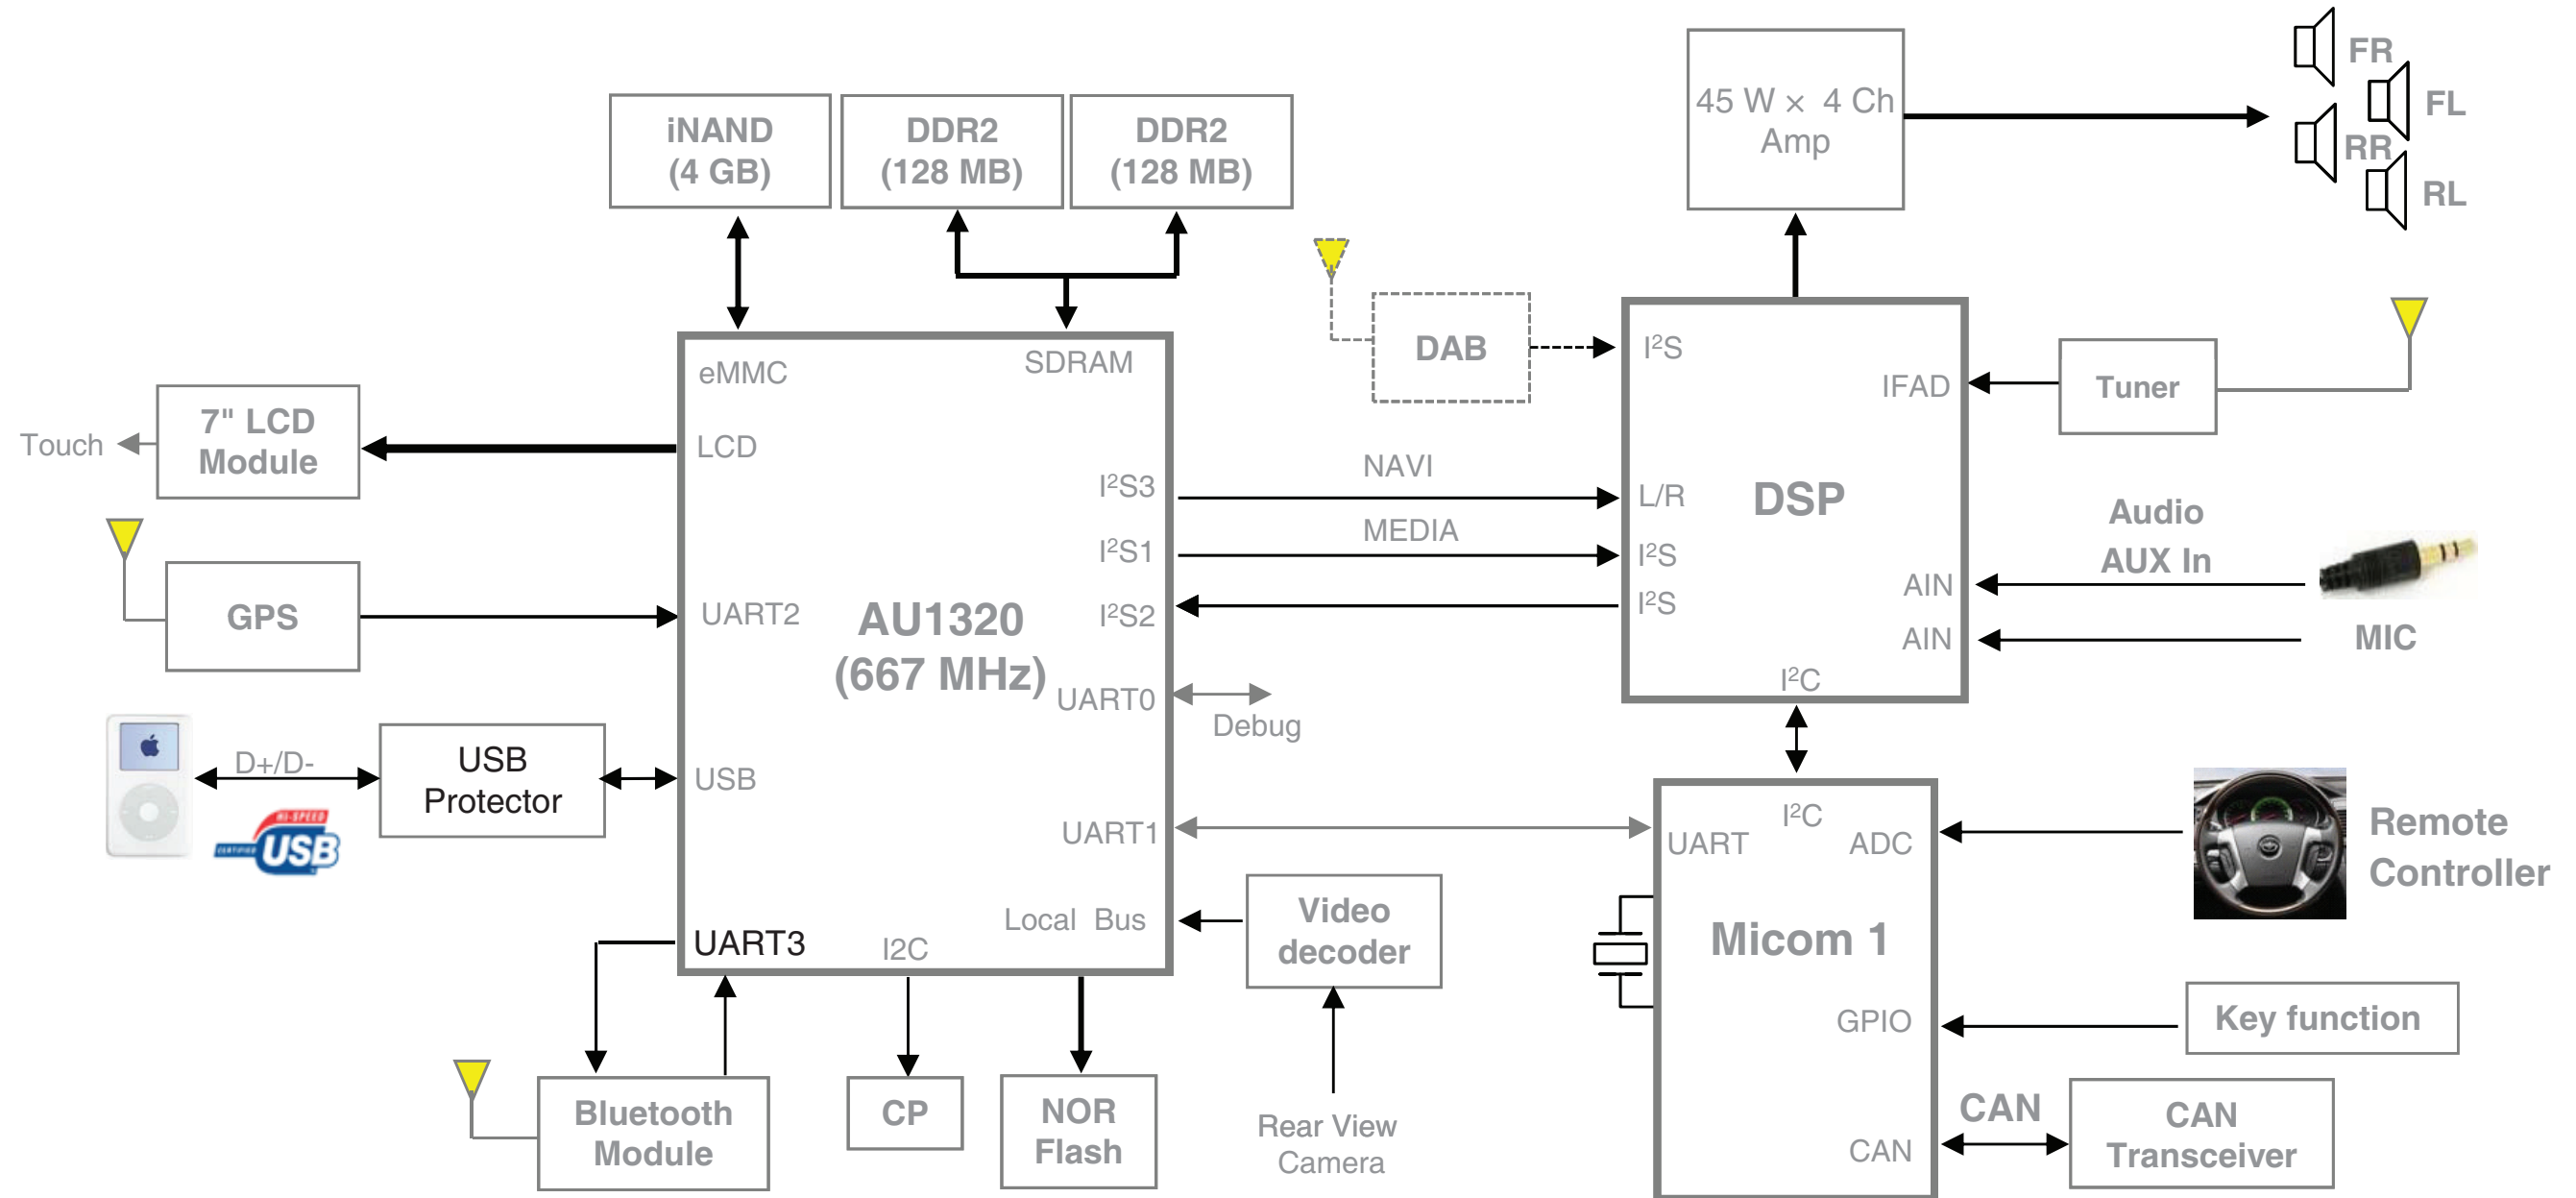 45 W × 4 Ch
Amp
FR
FL
RR
RL
iNAND
(4 GB)
DDR2
(128 MB)
DDR2
(128 MB)
eMMC
SDRAM
LCD
I²S3
I²S1
I²S2
UART2
AU1320
(667 MHz)
UART0
USB
UART1
Local Bus
UART3
I2C
7" LCD
Module
Touch
GPS
D+/D-
USB
Protector
HI-SPEED
CERTIFIED
USB
Bluetooth
Module
CP
NOR
Flash
Debug
Video
decoder
Rear View
Camera
DAB
NAVI
MEDIA
I²S
IFAD
L/R
DSP
I²S
I²S
AIN
AIN
I²C
Tuner
Audio
AUX In
MIC
I²C
UART
ADC
Micom 1
GPIO
CAN
Remote
Controller
Key function
CAN
CAN
Transceiver